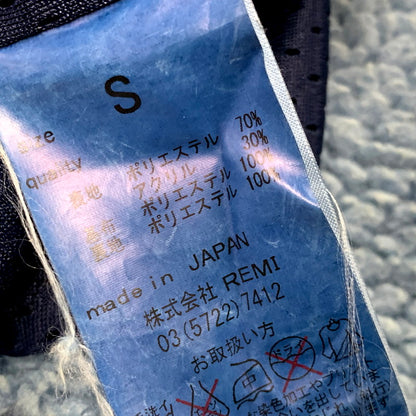 size S
quarity
表地 ポリエステル 70%
アクリル 30%
ポリエステル 100%
裏地 ポリエステル 100%
made in JAPAN
株式会社 REMI
03(5722)7412
お取扱い方